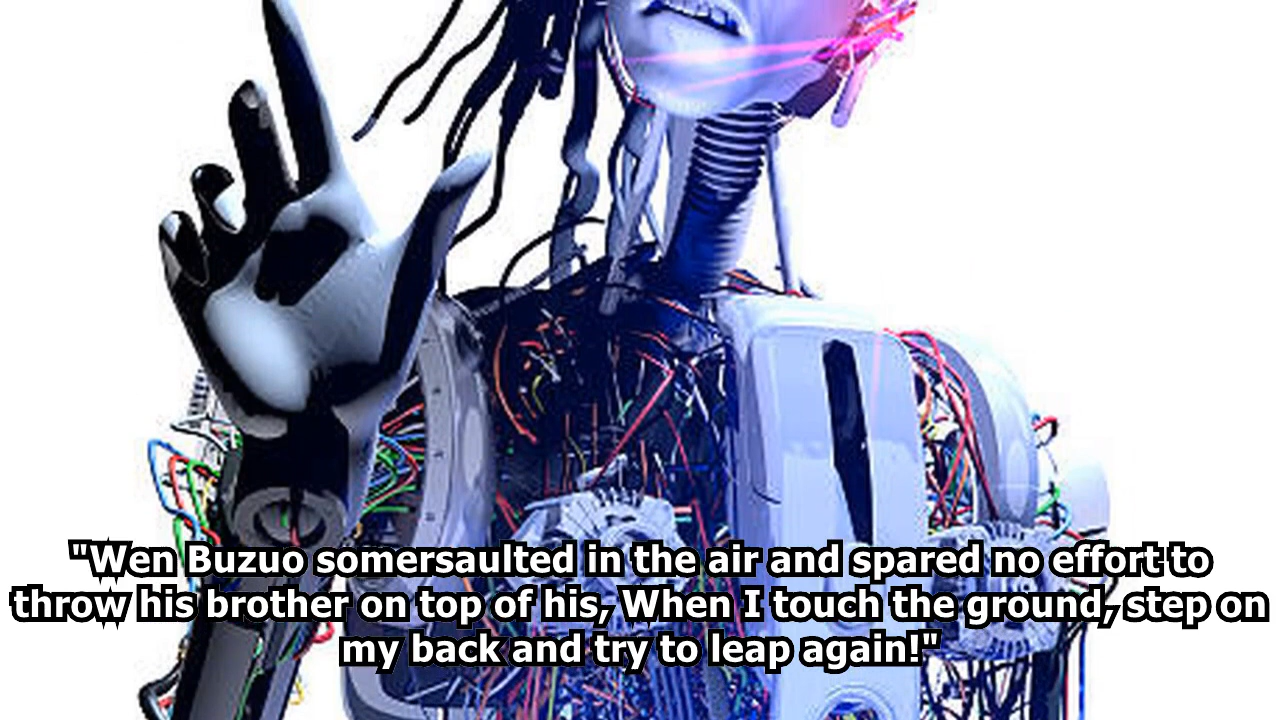 "Wen Buzuo somersaulted in the air and spared no effort to
throw his brother on top of his, When I touch the ground, step on
my back and try to leap again!"